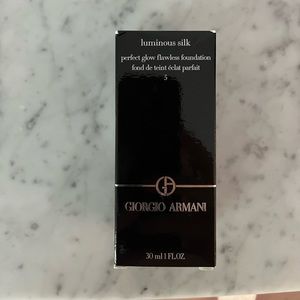 luminous silk
perfect glow flawless foundation
fond de teint éclat parfait
5
GIORGIO ARMANI
30 ml 1 FL.OZ